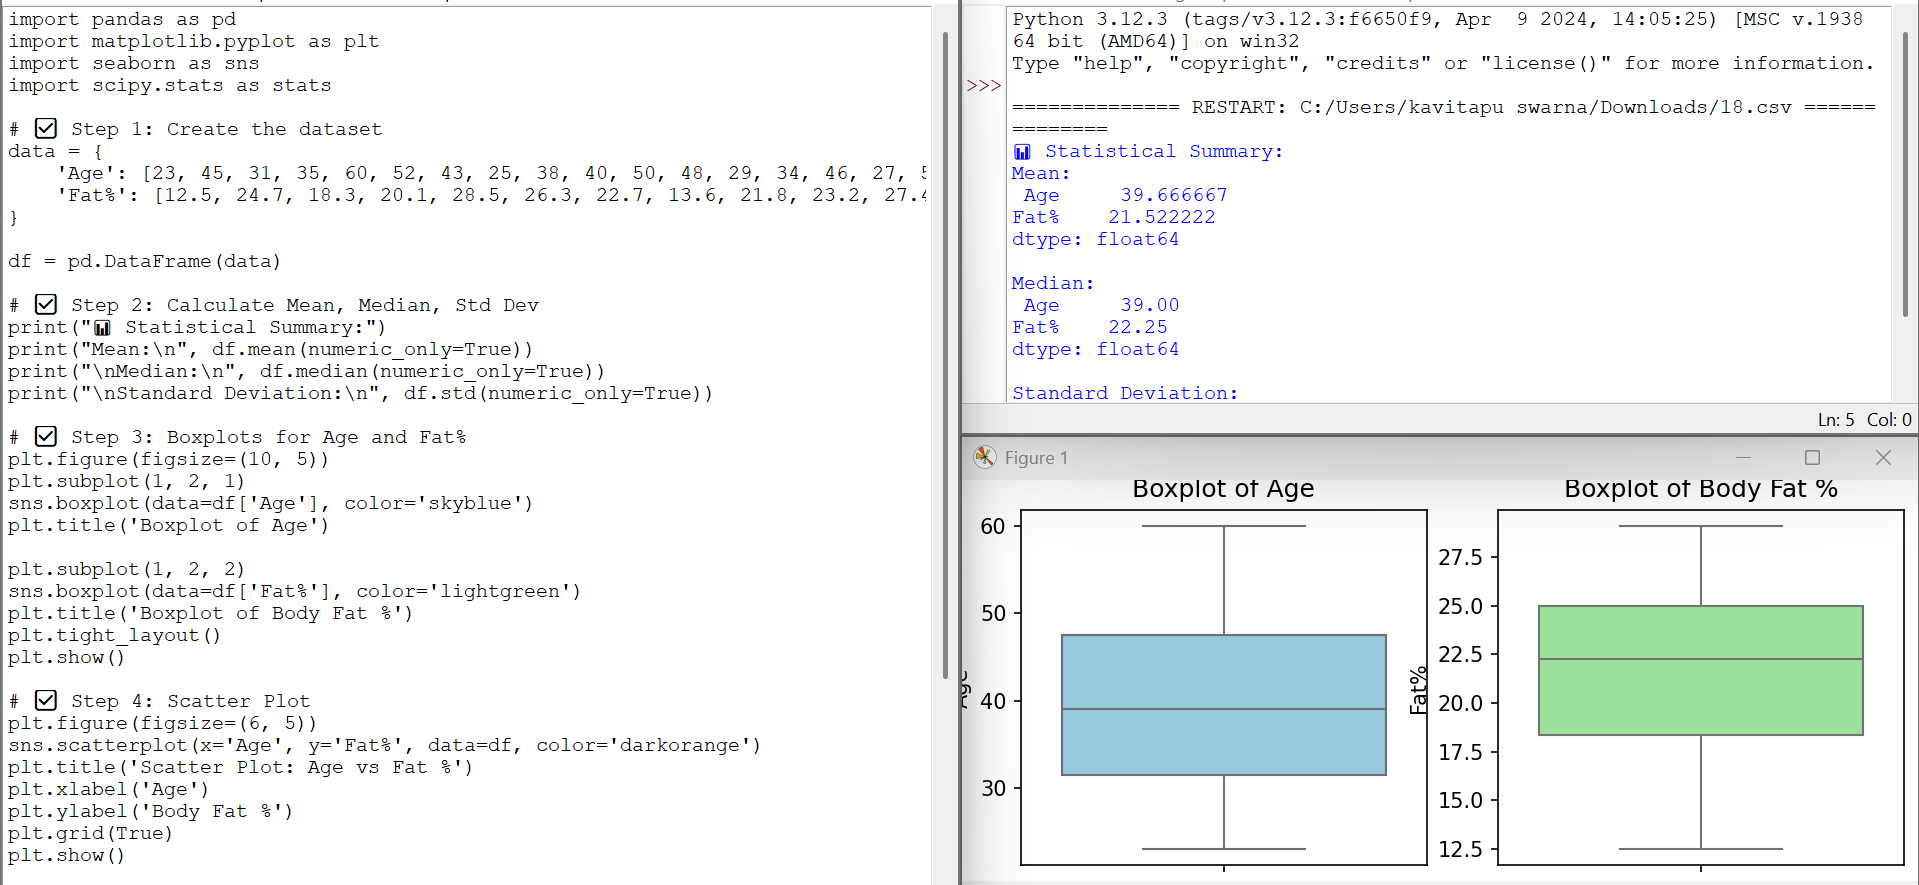 import pandas as pd
import matplotlib.pyplot as plt
import seaborn as sns
import scipy.stats as stats
# ☑ Step 1: Create the dataset
data = {
    'Age': [23, 45, 31, 35, 60, 52, 43, 25, 38, 40, 50, 48, 29, 34, 46, 27,
    'Fat%': [12.5, 24.7, 18.3, 20.1, 28.5, 26.3, 22.7, 13.6, 21.8, 23.2, 27.4
}
df = pd.DataFrame(data)
# ☑ Step 2: Calculate Mean, Median, Std Dev
print("📊 Statistical Summary:")
print("Mean:\n", df.mean(numeric_only=True))
print("\nMedian:\n", df.median(numeric_only=True))
print("\nStandard Deviation:\n", df.std(numeric_only=True))
# ☑ Step 3: Boxplots for Age and Fat%
plt.figure(figsize=(10, 5))
plt.subplot(1, 2, 1)
sns.boxplot(data=df['Age'], color='skyblue')
plt.title('Boxplot of Age')
plt.subplot(1, 2, 2)
sns.boxplot(data=df['Fat%'], color='lightgreen')
plt.title('Boxplot of Body Fat %')
plt.tight_layout()
plt.show()
# ☑ Step 4: Scatter Plot
plt.figure(figsize=(6, 5))
sns.scatterplot(x='Age', y='Fat%', data=df, color='darkorange')
plt.title('Scatter Plot: Age vs Fat %')
plt.xlabel('Age')
plt.ylabel('Body Fat %')
plt.grid(True)
plt.show()
Python 3.12.3 (tags/v3.12.3:f6650f9, Apr  9 2024, 14:05:25) [MSC v.1938
64 bit (AMD64)] on win32
Type "help", "copyright", "credits" or "license()" for more information.
>>>
============== RESTART: C:/Users/kavitapu swarna/Downloads/18.csv ======
========
📊 Statistical Summary:
Mean:
 Age     39.666667
Fat%    21.522222
dtype: float64
Median:
 Age     39.00
Fat%    22.25
dtype: float64
Standard Deviation:
Ln: 5 Col: 0
Figure 1
Boxplot of Age
60
50
40
30
Age
Boxplot of Body Fat %
27.5
25.0
22.5
20.0
17.5
15.0
12.5
Fat%